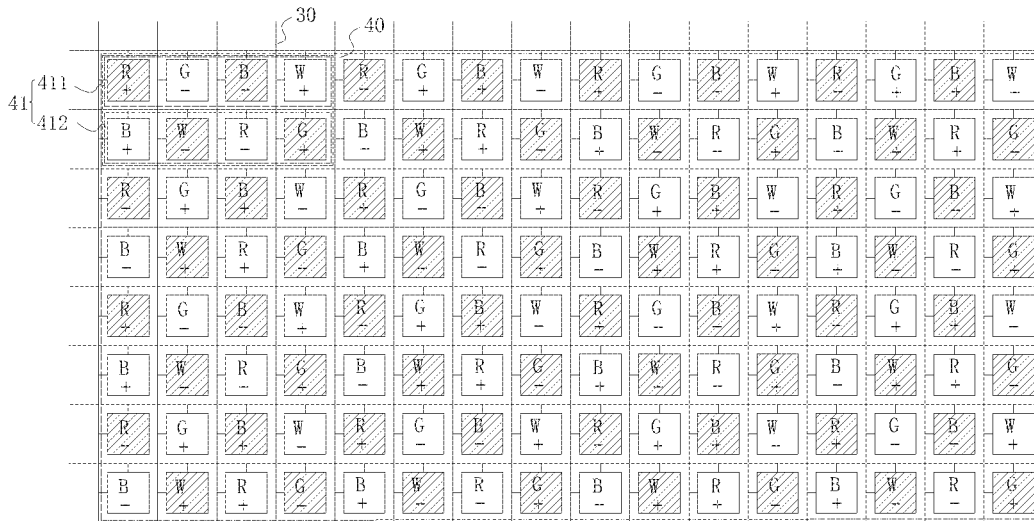 30 40
411 R G B W R G B W R G B W R G B W
+ - - + - + + - + - - + - + + -
41
412 B W R G B W R G B W R G B W R G
+ - - + - + + - + - - + - + + -
R G B W R G B W R G B W R G B W
- + + - + - - + - + + - + - - +
B W R G B W R G B W R G B W R G
- + + - + - - + - + + - + - - +
R G B W R G B W R G B W R G B W
+ - - + - + + - + - - + - + + -
B W R G B W R G B W R G B W R G
+ - - + - + + - + - - + - + + -
R G B W R G B W R G B W R G B W
- + + - + - - + - + + - + - - +
B W R G B W R G B W R G B W R G
- + + - + - - + - + + - + - - +